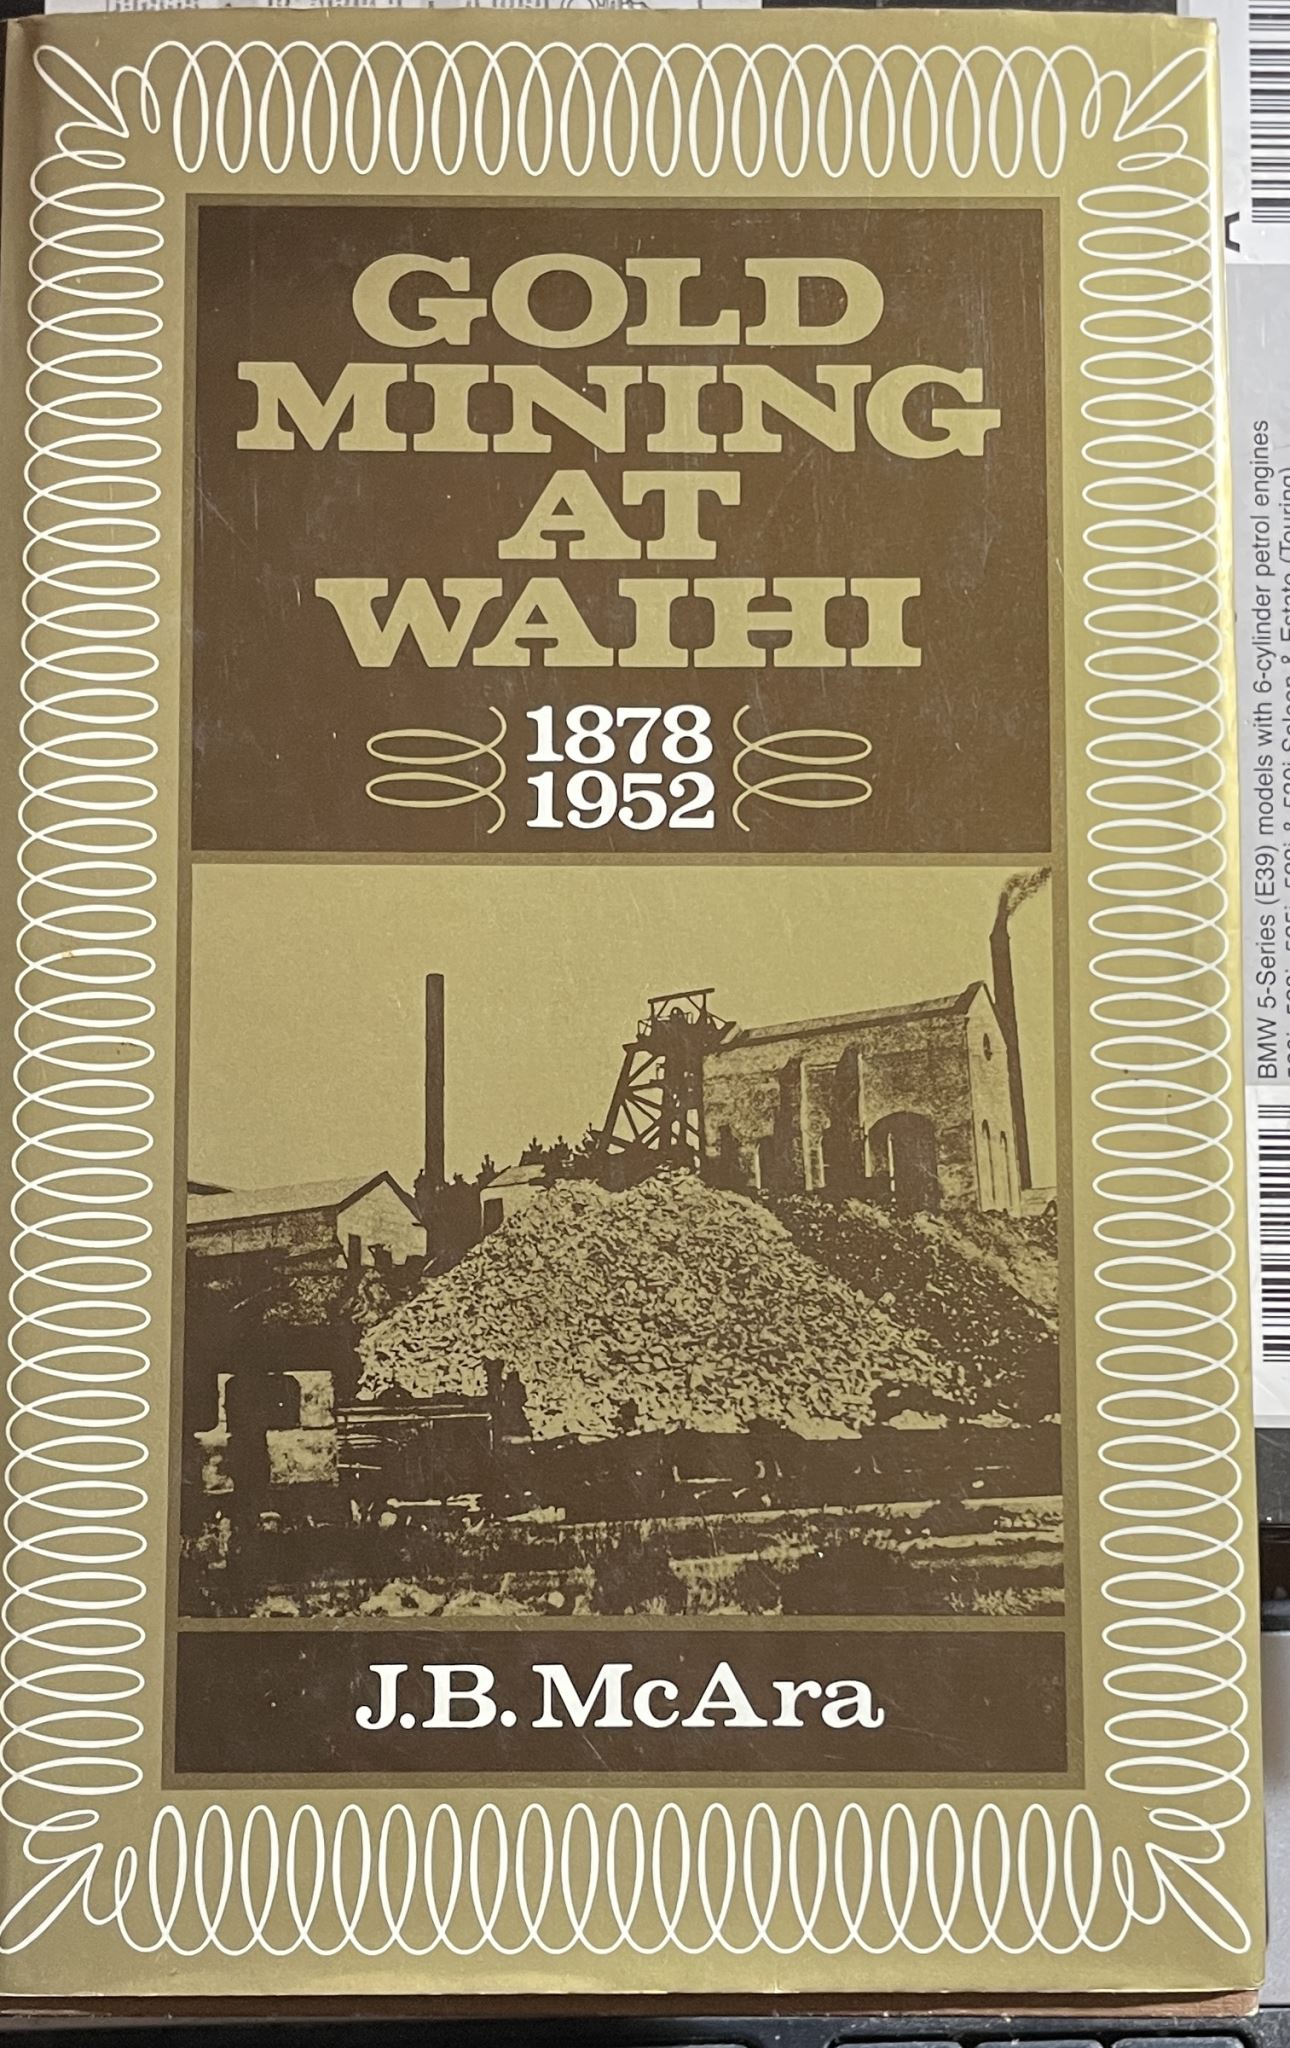 GOLD
MINING
AT
WAIHI
1878
1952
J.B. McAra
A
BMW 5-Series (E39) models with 6-cylinder petrol engines